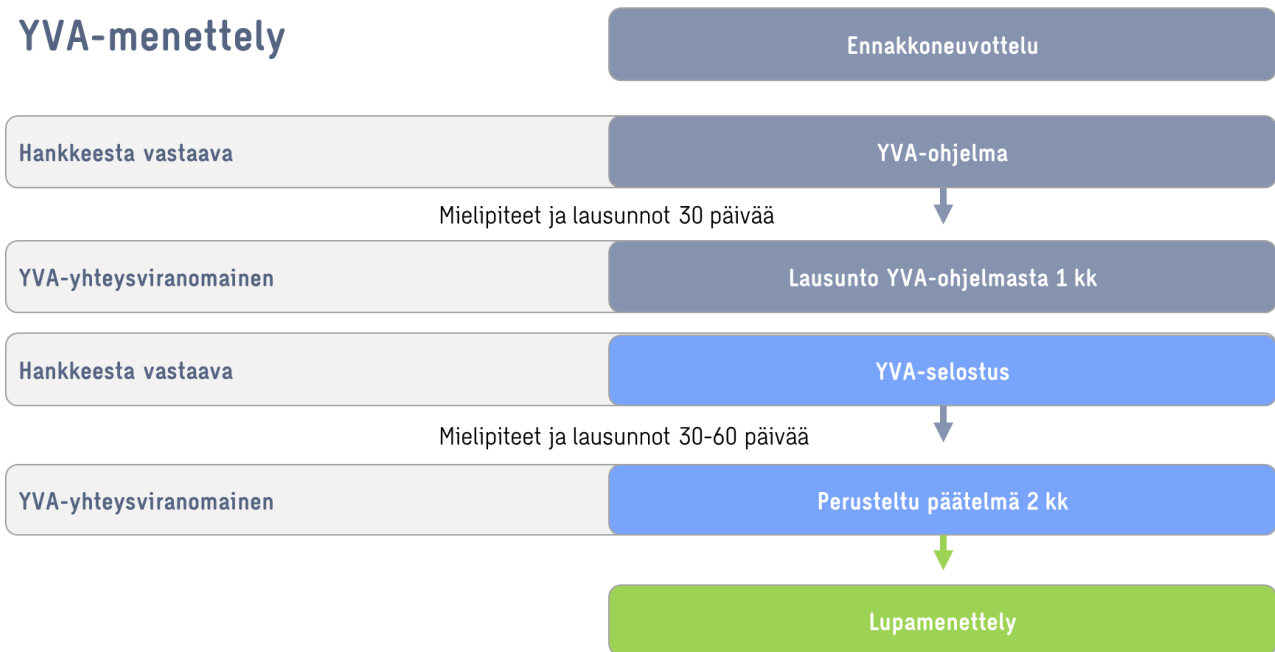 YVA-menettely
Ennakkoneuvottelu
Hankkeesta vastaava
YVA-ohjelma
Mielipiteet ja lausunnot 30 päivää
YVA-yhteysviranomainen
Lausunto YVA-ohjelmasta 1 kk
Hankkeesta vastaava
YVA-selostus
Mielipiteet ja lausunnot 30-60 päivää
YVA-yhteysviranomainen
Perusteltu päätelmä 2 kk
Lupamenettely